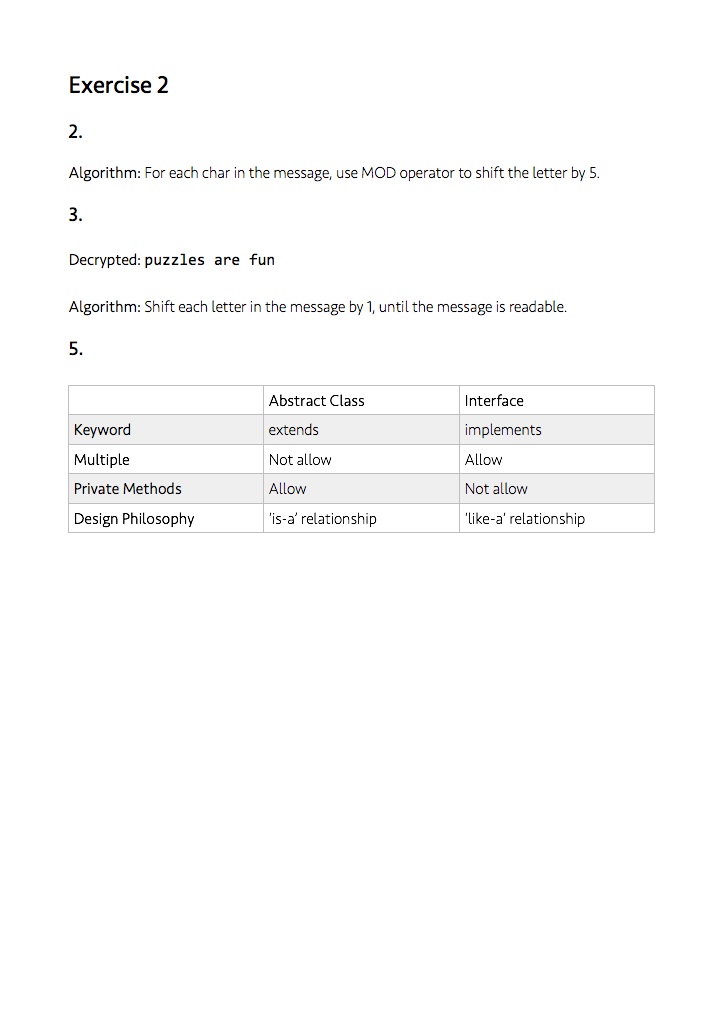 Exercise 2
2.
Algorithm: For each char in the message, use MOD operator to shift the letter by 5.
3.
Decrypted: puzzles are fun
Algorithm: Shift each letter in the message by 1, until the message is readable.
5.
Abstract Class Interface
Keyword extends implements
Multiple Not allow Allow
Private Methods Allow Not allow
Design Philosophy 'is-a' relationship 'like-a' relationship